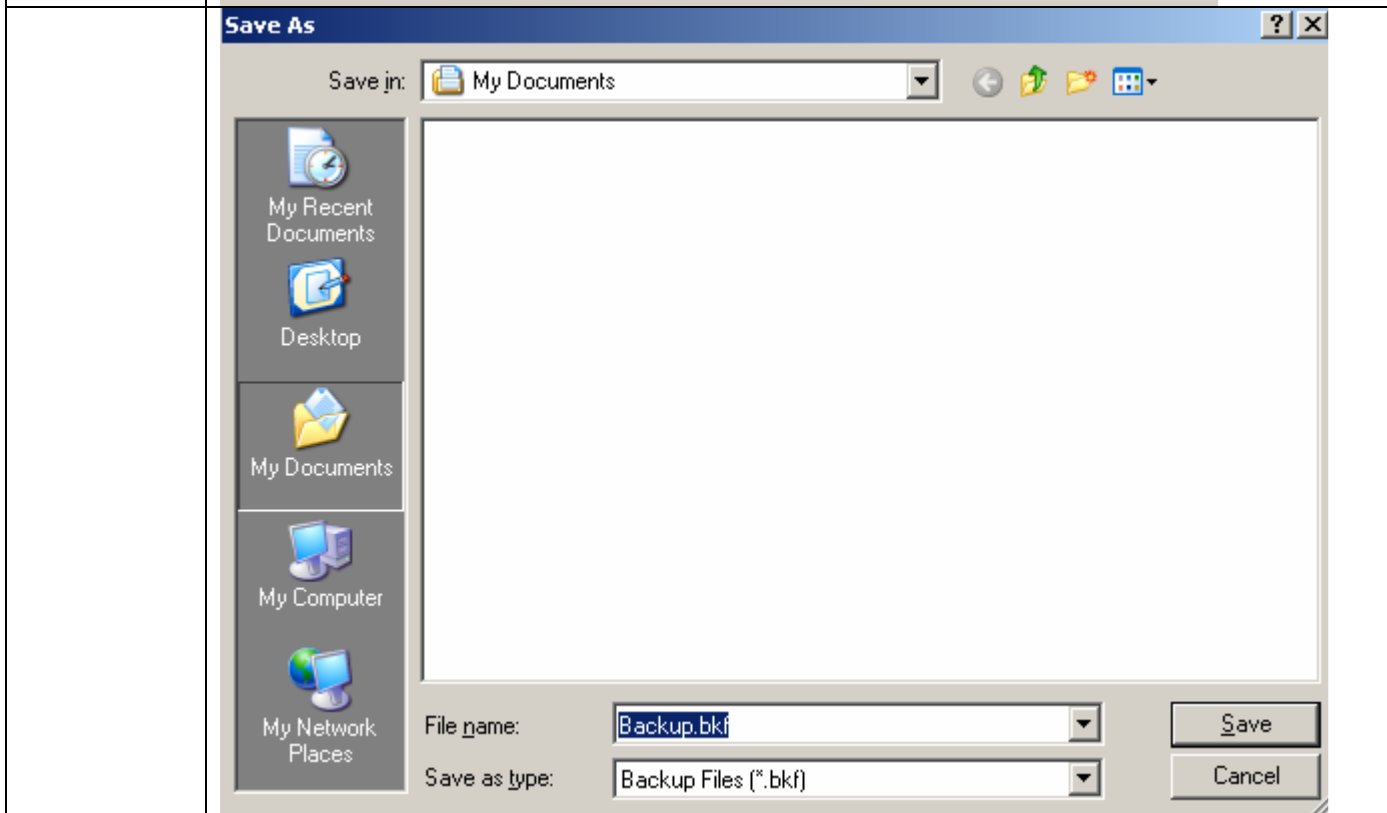 Save As
Save in: My Documents
My Recent
Documents
Desktop
My Documents
My Computer
My Network
Places
File name: Backup.bkf
Save
Save as type: Backup Files (*.bkf)
Cancel